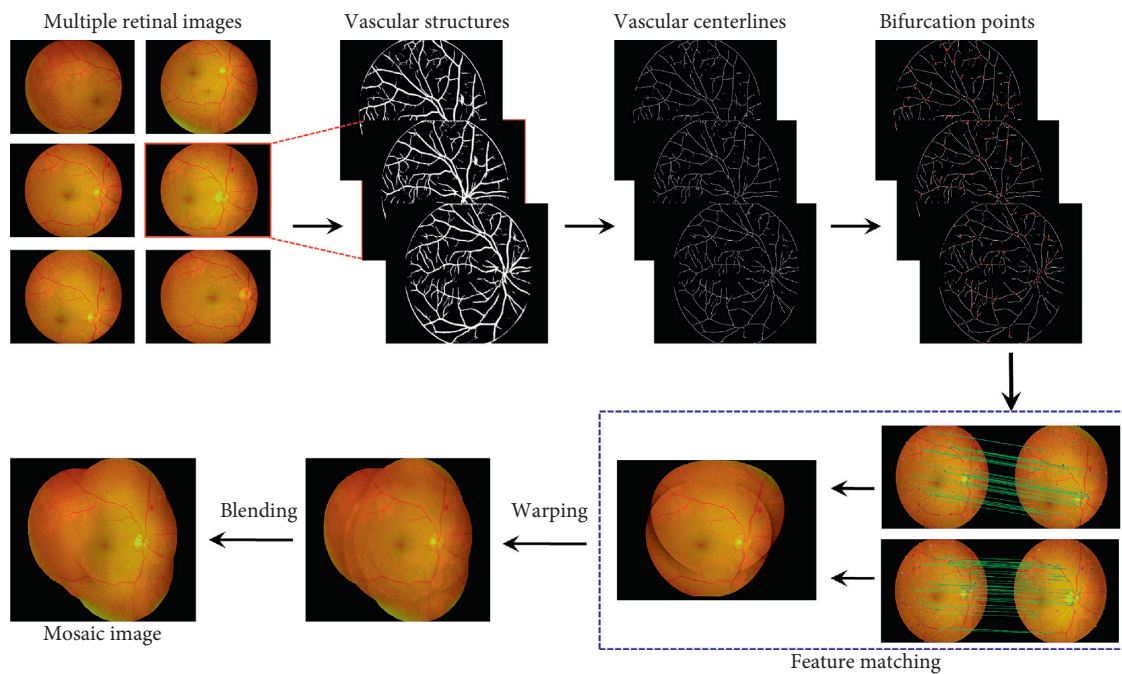 Multiple retinal images
Vascular structures
Vascular centerlines
Bifurcation points
Blending
Warping
Mosaic image
Feature matching